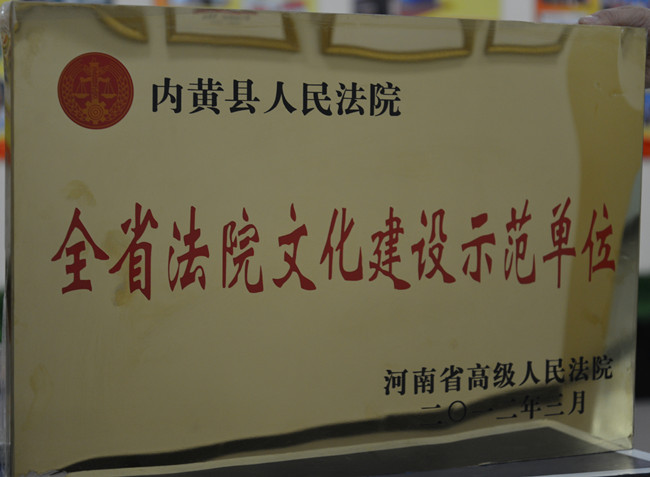 内黄县人民法院
全省法院文化建设示范单位
河南省高级人民法院
二〇一二年三月